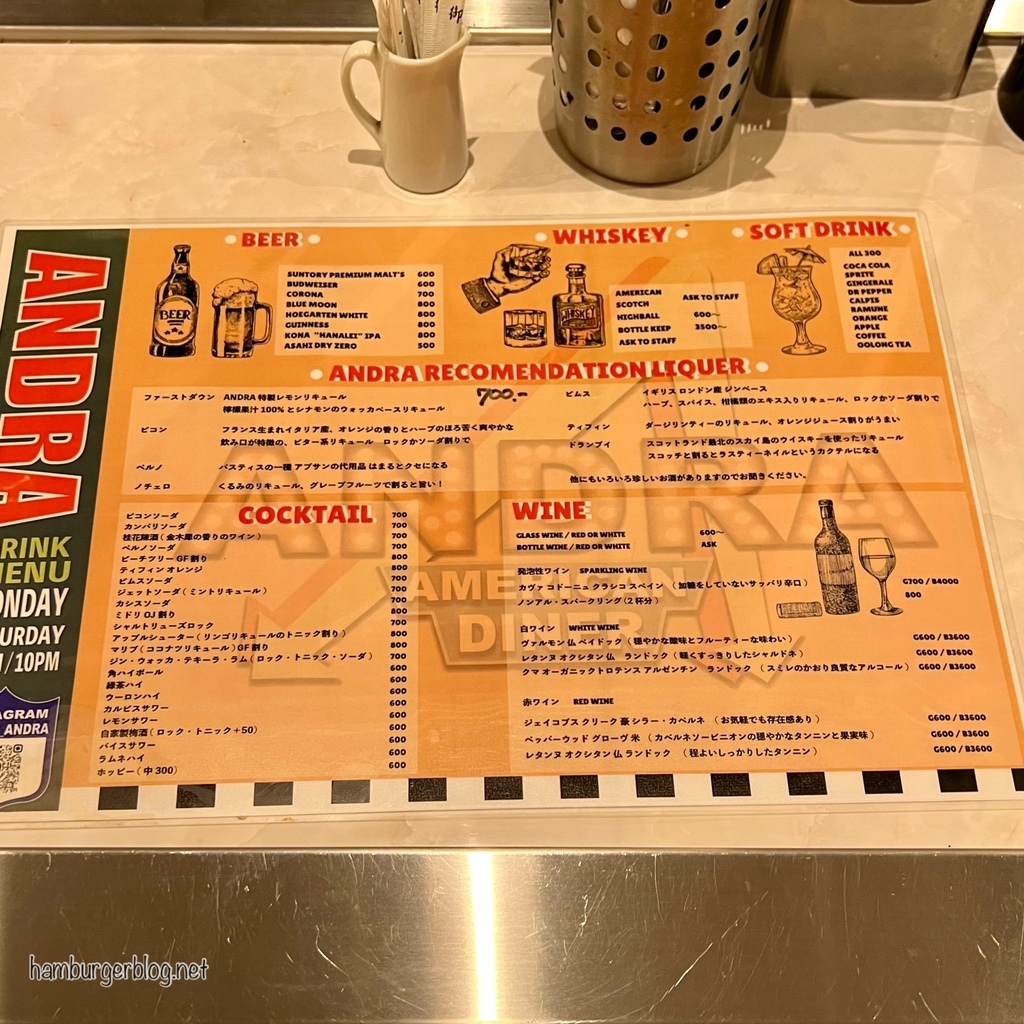 ANDRA
DRINK
MENU
AMERICAN
BEER
BEER
SUNTORY PREMIUM MALT'S 600
BUDWEISER 600
CORONA 700
BLUE MOON 800
HOEGARTEN WHITE 800
GUINNESS 800
KONA "HANALEI" IPA 800
ASAHI DRY ZERO 500
WHISKEY
WHISKEY
AMERICAN
SCOTCH ASK TO STAFF
HIGHBALL 600～
BOTTLE KEEP 3500～
ASK TO STAFF
SOFT DRINK
ALL 300
COCA COLA
SPRITE
GINGERALE
DR PEPPER
CALPIS
RAMUNE
ORANGE
APPLE
COFFEE
OOLONG TEA
ANDRA RECOMENDATION LIQUER
700.-
ファーストダウン ANDRA 特製レモンリキュール
檸檬果汁 100% とシナモンのウォッカベースリキュール
ピコン フランス生まれイタリア産、オレンジの香りとハーブのほろ苦く爽やかな
飲み口が特徴の、ビター系リキュール ロックかソーダ割りで
ペルノ パスティスの一種 アブサンの代用品 はまるとクセになる
ノチェロ くるみのリキュール、グレープフルーツで割ると旨い！
ピムス イギリス ロンドン産 ジンベース
ハーブ、スパイス、柑橘類のエキス入りリキュール、ロックかソーダ割りで
ティフィン ダージリンティーのリキュール、オレンジジュース割りがうまい
ドランブイ スコットランド最北のスカイ島のウイスキーを使ったリキュール
スコッチと割るとラスティーネイルというカクテルになる
他にもいろいろ珍しいお酒がありますのでお聞きください。
COCKTAIL
ピコンソーダ 700
カンパリソーダ 700
桂花陳酒 ( 金木犀の香りのワイン ) 700
ペルノソーダ 700
ピーチツリー GF 割り 800
ティフィン オレンジ 800
ピムスソーダ 700
ジェットソーダ ( ミントリキュール ) 700
カシスソーダ 700
ミドリ OJ 割り 800
シャルトリューズロック 700
アップルシューター ( リンゴリキュールのトニック割り ) 800
マリブ ( ココナツリキュール ) GF 割り 800
ジン・ウォッカ・テキーラ・ラム ( ロック・トニック・ソーダ ) 700
角ハイボール 600
緑茶ハイ 600
ウーロンハイ 600
カルピスサワー 600
レモンサワー 600
自家製梅酒 ( ロック・トニック＋50) 600
バイスサワー 600
ラムネハイ 600
ホッピー ( 中 300) 600
WINE
GLASS WINE / RED OR WHITE 600～
BOTTLE WINE / RED OR WHITE ASK
発泡性ワイン SPARKLING WINE
カヴァ コドーニュ クラシコ スペイン （ 加糖をしていないサッパリ辛口 ） G700 / B4000
ノンアル・スパークリング ( 2 杯分 ） 800
白ワイン WHITE WINE
ヴァルモン 仏 ペイドック ( 穏やかな酸味とフルーティーな味わい ) G600 / B3600
レタンヌ オクシタン 仏 ランドック ( 軽くすっきりしたシャルドネ ) G600 / B3600
クマ オーガニックトロンテス アルゼンチン ランドック （ スミレのかおり良質なアルコール ） G600 / B3600
赤ワイン RED WINE
ジェイコブス クリーク 豪 シラー・カベルネ （ お気軽でも存在感あり ） G600 / B3600
ペッパーウッド グローヴ 米 （ カベルネソービニオンの穏やかなタンニンと果実味 ） G600 / B3600
レタンヌ オクシタン 仏 ランドック （ 程よいしっかりしたタンニン ） G600 / B3600
hamburgerblog.net